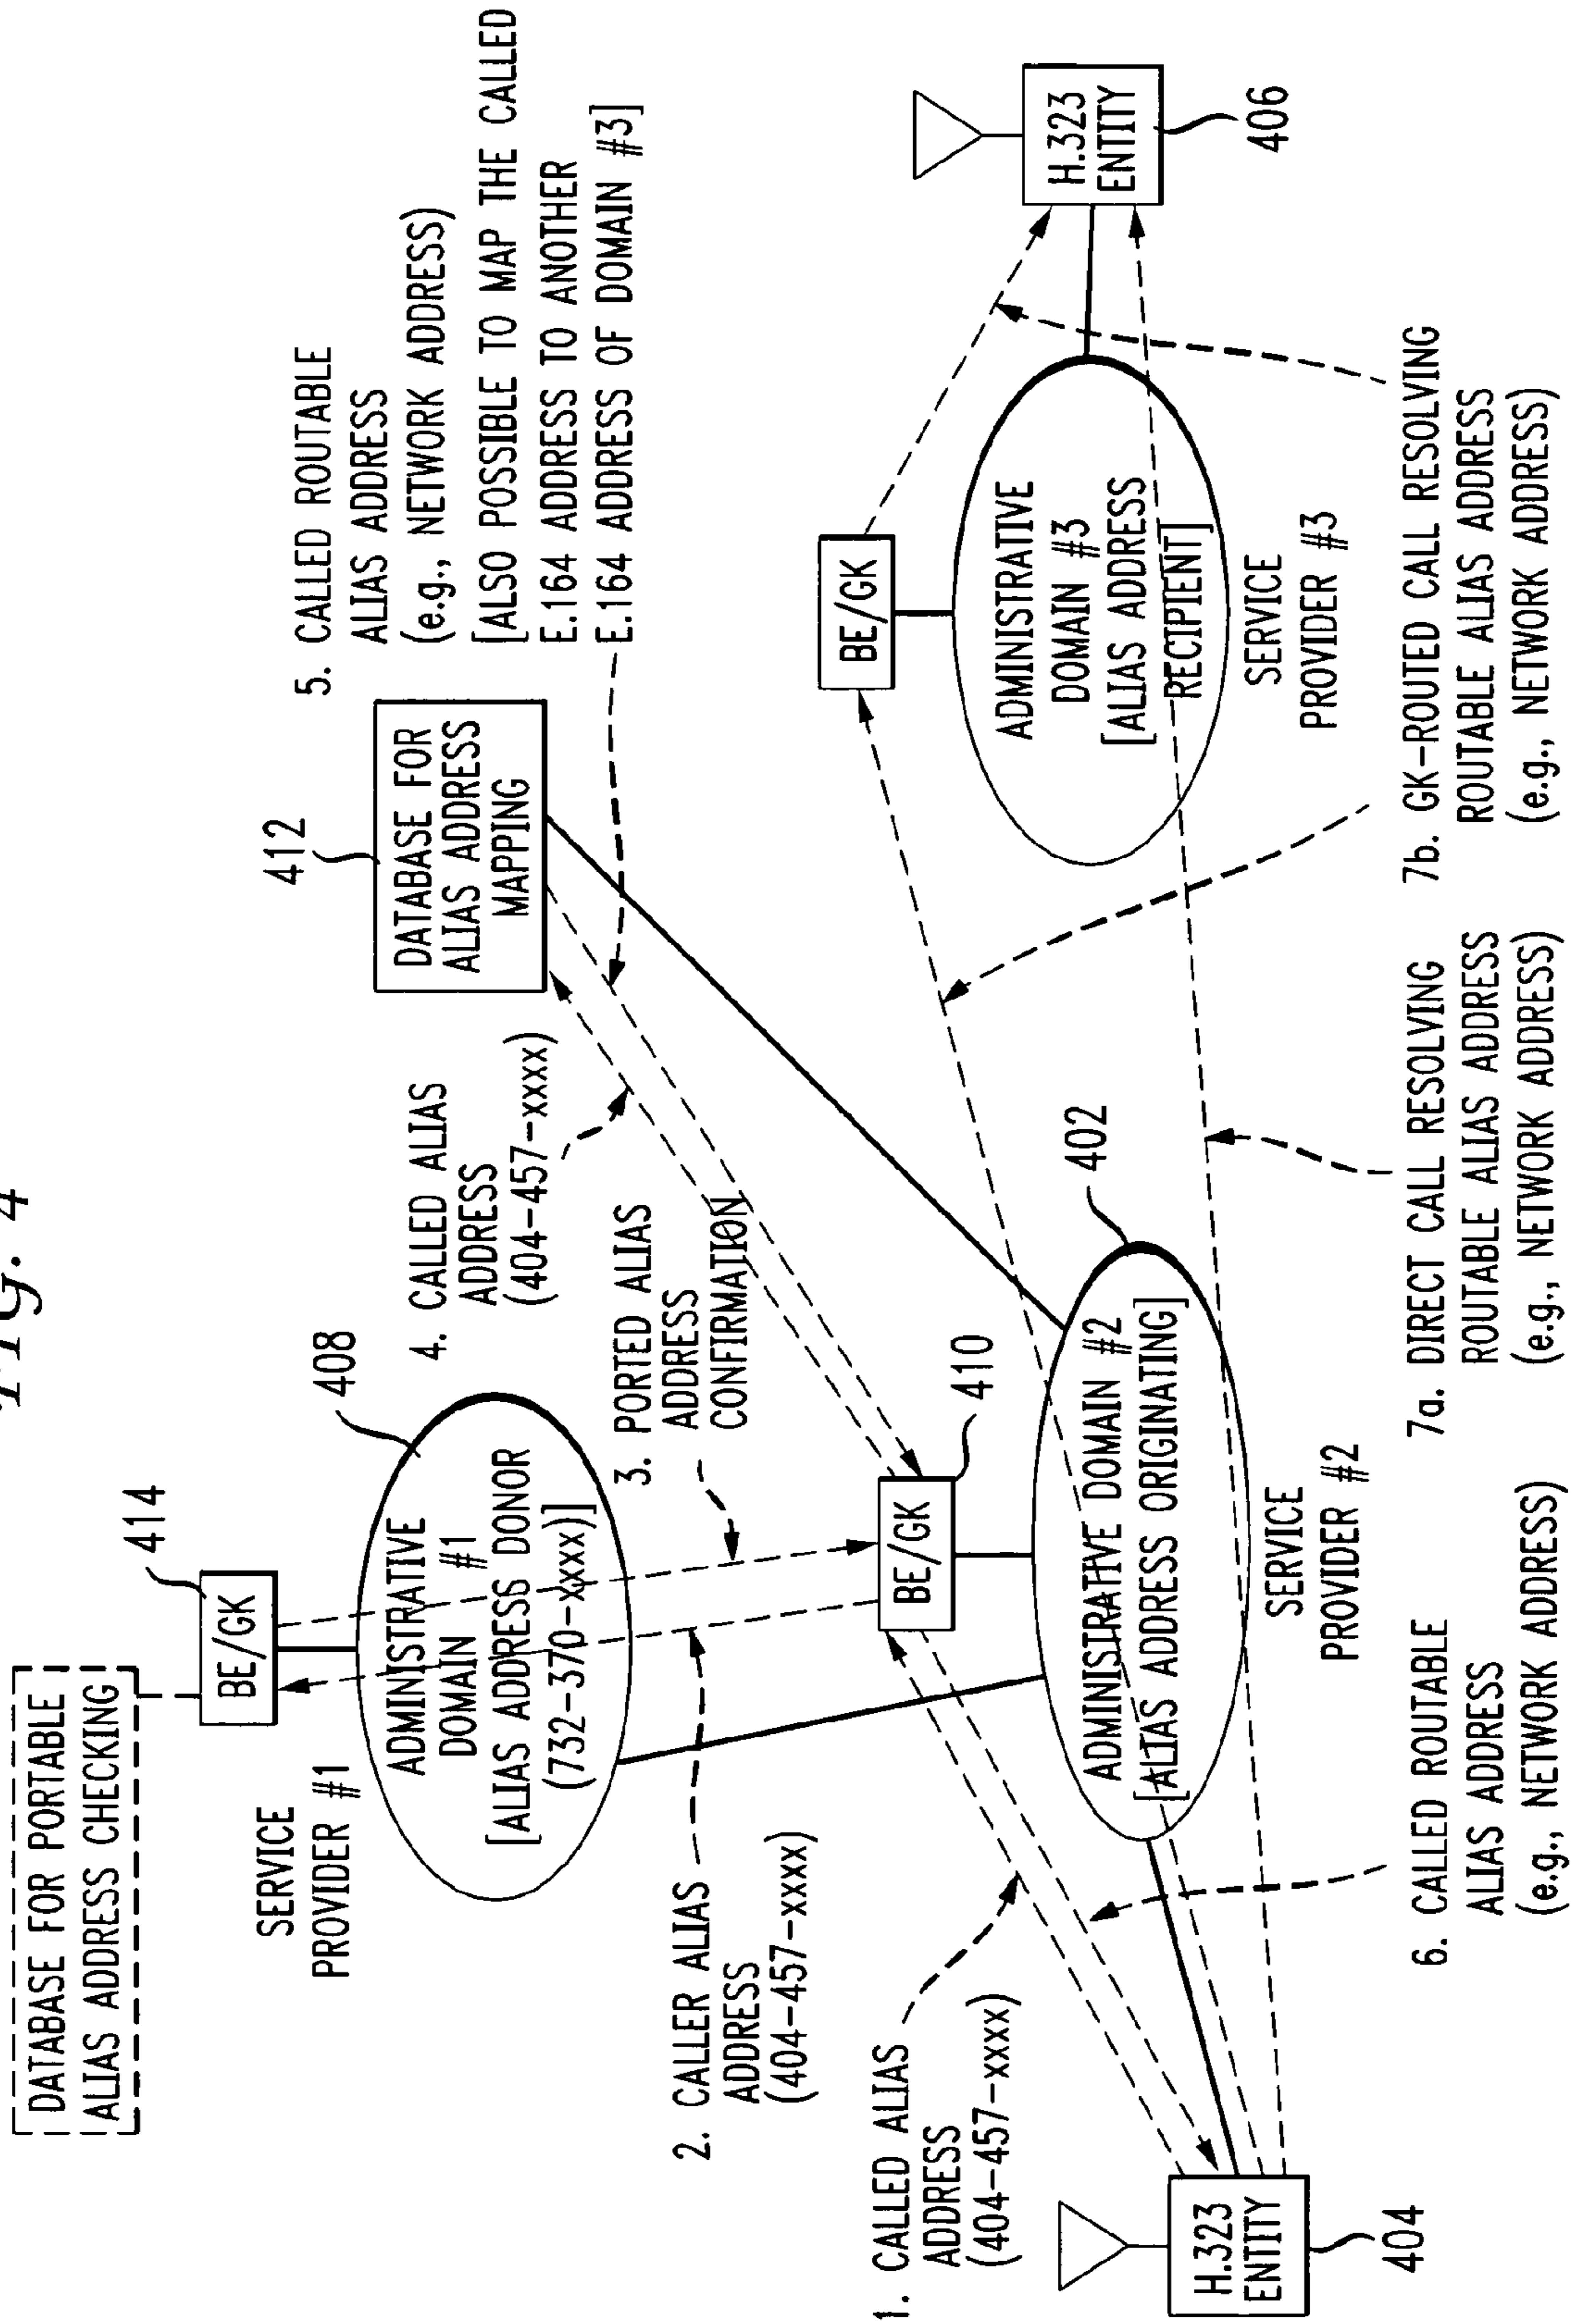 FIG. 4
DATABASE FOR PORTABLE
ALIAS ADDRESS CHECKING
414
BE/GK
SERVICE
PROVIDER #1
408
ADMINISTRATIVE
DOMAIN #1
[ALIAS ADDRESS DONOR
(732-370-xxxx)]
412
DATABASE FOR
ALIAS ADDRESS
MAPPING
5. CALLED ROUTABLE
ALIAS ADDRESS
(e.g., NETWORK ADDRESS)
[ALSO POSSIBLE TO MAP THE CALLED
E.164 ADDRESS TO ANOTHER
E.164 ADDRESS OF DOMAIN #3]
4. CALLED ALIAS
ADDRESS
(404-457-xxxx)
3. PORTED ALIAS
ADDRESS
CONFIRMATION
2. CALLER ALIAS
ADDRESS
(404-457-xxxx)
1. CALLED ALIAS
ADDRESS
(404-457-xxxx)
BE/GK
410
402
ADMINISTRATIVE DOMAIN #2
[ALIAS ADDRESS ORIGINATING]
SERVICE
PROVIDER #2
BE/GK
ADMINISTRATIVE
DOMAIN #3
[ALIAS ADDRESS
RECIPIENT]
SERVICE
PROVIDER #3
H.323
ENTITY
406
H.323
ENTITY
404
6. CALLED ROUTABLE
ALIAS ADDRESS
(e.g., NETWORK ADDRESS)
7a. DIRECT CALL RESOLVING
ROUTABLE ALIAS ADDRESS
(e.g., NETWORK ADDRESS)
7b. GK-ROUTED CALL RESOLVING
ROUTABLE ALIAS ADDRESS
(e.g., NETWORK ADDRESS)